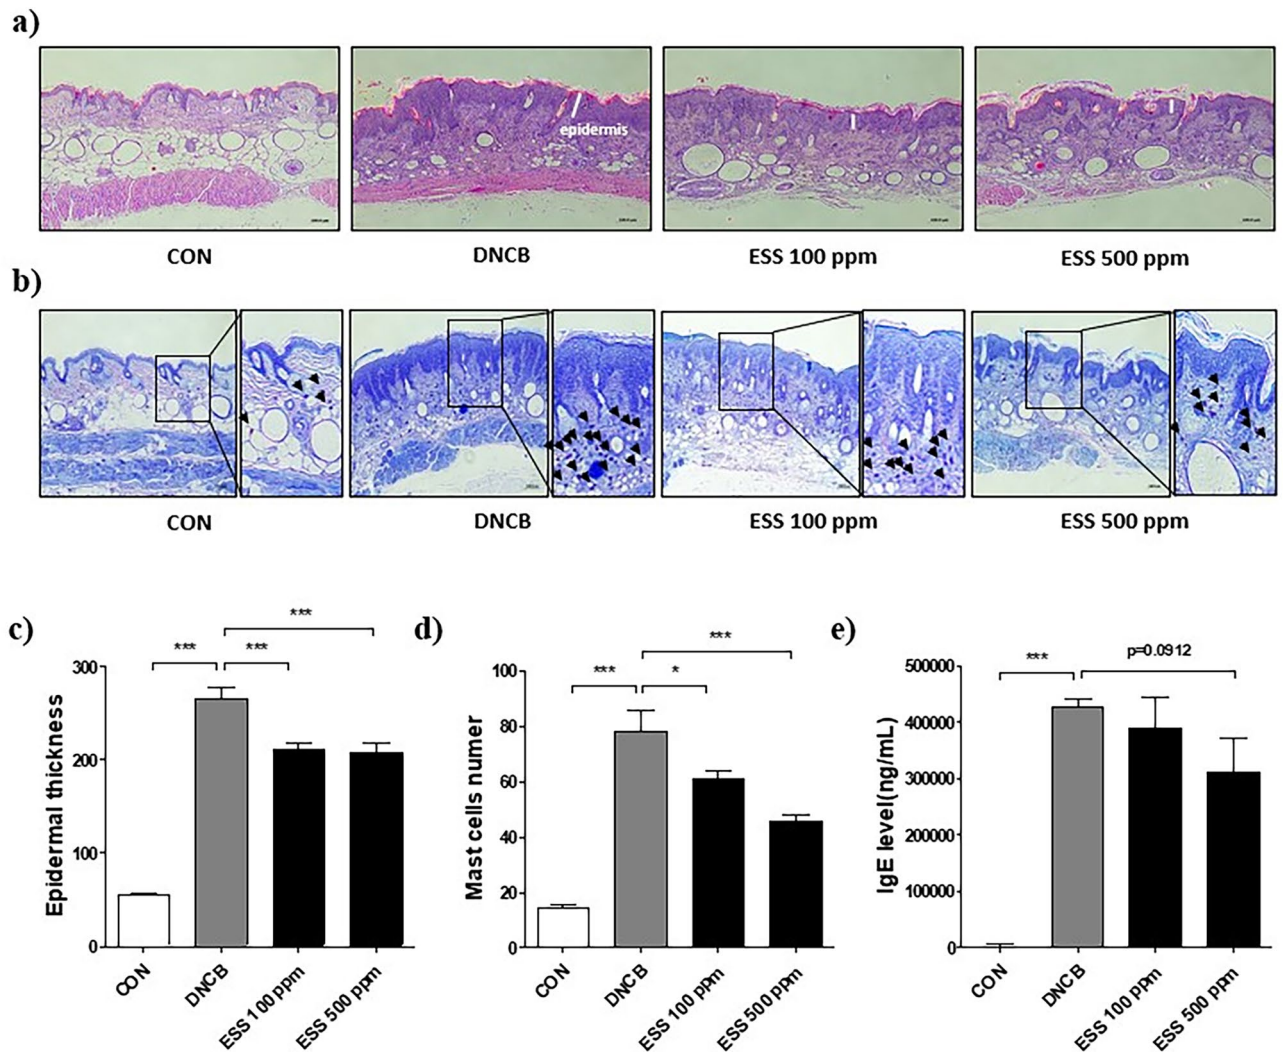 a)
epidermis
CON
DNCB
ESS 100 ppm
ESS 500 ppm
b)
CON
DNCB
ESS 100 ppm
ESS 500 ppm
c)
***
***
***
Epidermal thickness
300
200
100
0
CON
DNCB
ESS 100 ppm
ESS 500 ppm
d)
***
***
*
Mast cells numer
100
80
60
40
20
0
CON
DNCB
ESS 100 ppm
ESS 500 ppm
e)
***
p=0.0912
IgE level(ng/mL)
500000
400000
300000
200000
100000
0
CON
DNCB
ESS 100 ppm
ESS 500 ppm